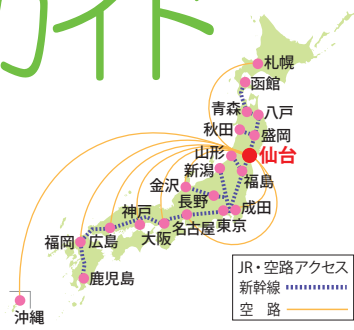 ガイド
札幌
函館
青森
八戸
秋田
盛岡
山形
仙台
新潟
福島
金沢
長野
成田
神戸
東京
名古屋
福岡
広島
大阪
鹿児島
沖縄
JR・空路アクセス
新幹線
空 路